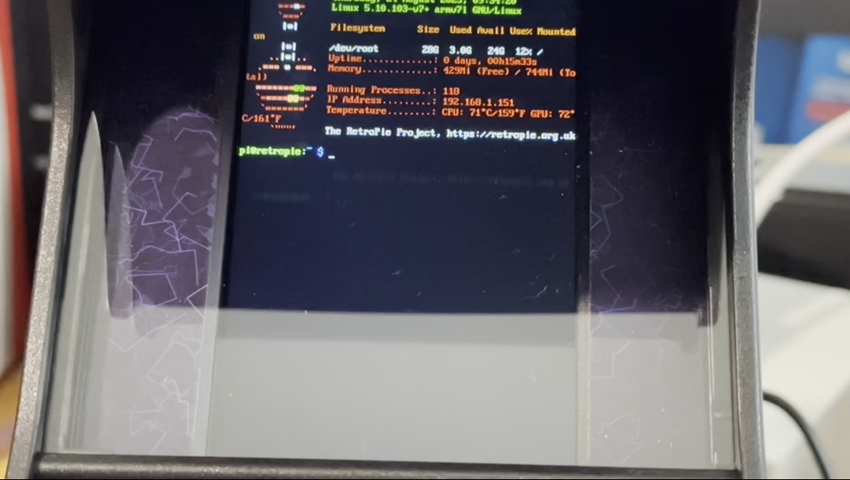 Linux 5.10.103-v7+ armv7l GNU/Linux
Filesystem Size Used Avail Use% Mounted
on
/dev/root 28G 3.0G 24G 12% /
Uptime.............: 0 days, 00h15m33s
Memory.............: 429Mi (Free) / 744Mi (To
tal)
Running Processes..: 110
IP Address.........: 192.168.1.151
Temperature........: CPU: 71°C/159°F GPU: 72°
C/161°F
The RetroPie Project, https://retropie.org.uk
pi@retropie:~ $